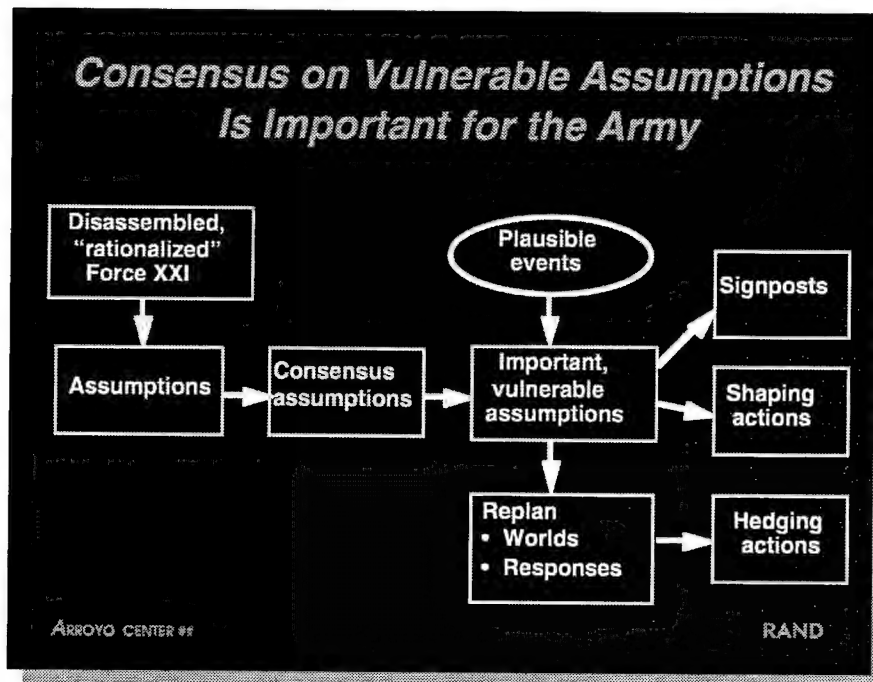 Consensus on Vulnerable Assumptions
Is Important for the Army
Disassembled,
“rationalized”
Force XXI
Plausible
events
Signposts
Assumptions
Consensus
assumptions
Important,
vulnerable
assumptions
Shaping
actions
Replan
• Worlds
• Responses
Hedging
actions
ARROYO CENTER
RAND